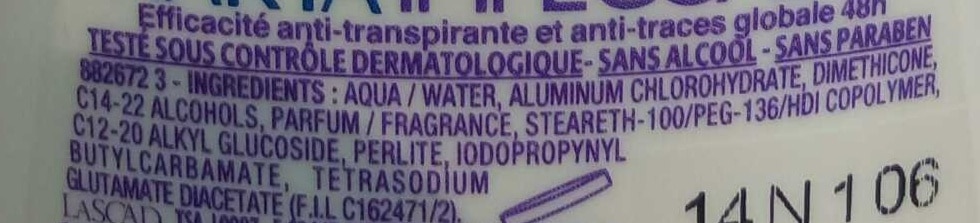 Efficacité anti-transpirante et anti-traces globale 48h
TESTÉ SOUS CONTRÔLE DERMATOLOGIQUE- SANS ALCOOL - SANS PARABEN
882672 3 - INGREDIENTS : AQUA / WATER, ALUMINUM CHLOROHYDRATE, DIMETHICONE,
C14-22 ALCOHOLS, PARFUM / FRAGRANCE, STEARETH-100/PEG-136/HDI COPOLYMER,
C12-20 ALKYL GLUCOSIDE, PERLITE, IODOPROPYNYL
BUTYLCARBAMATE, TETRASODIUM
GLUTAMATE DIACETATE (F.I.L C162471/2).
LASCAD TSA
14N106